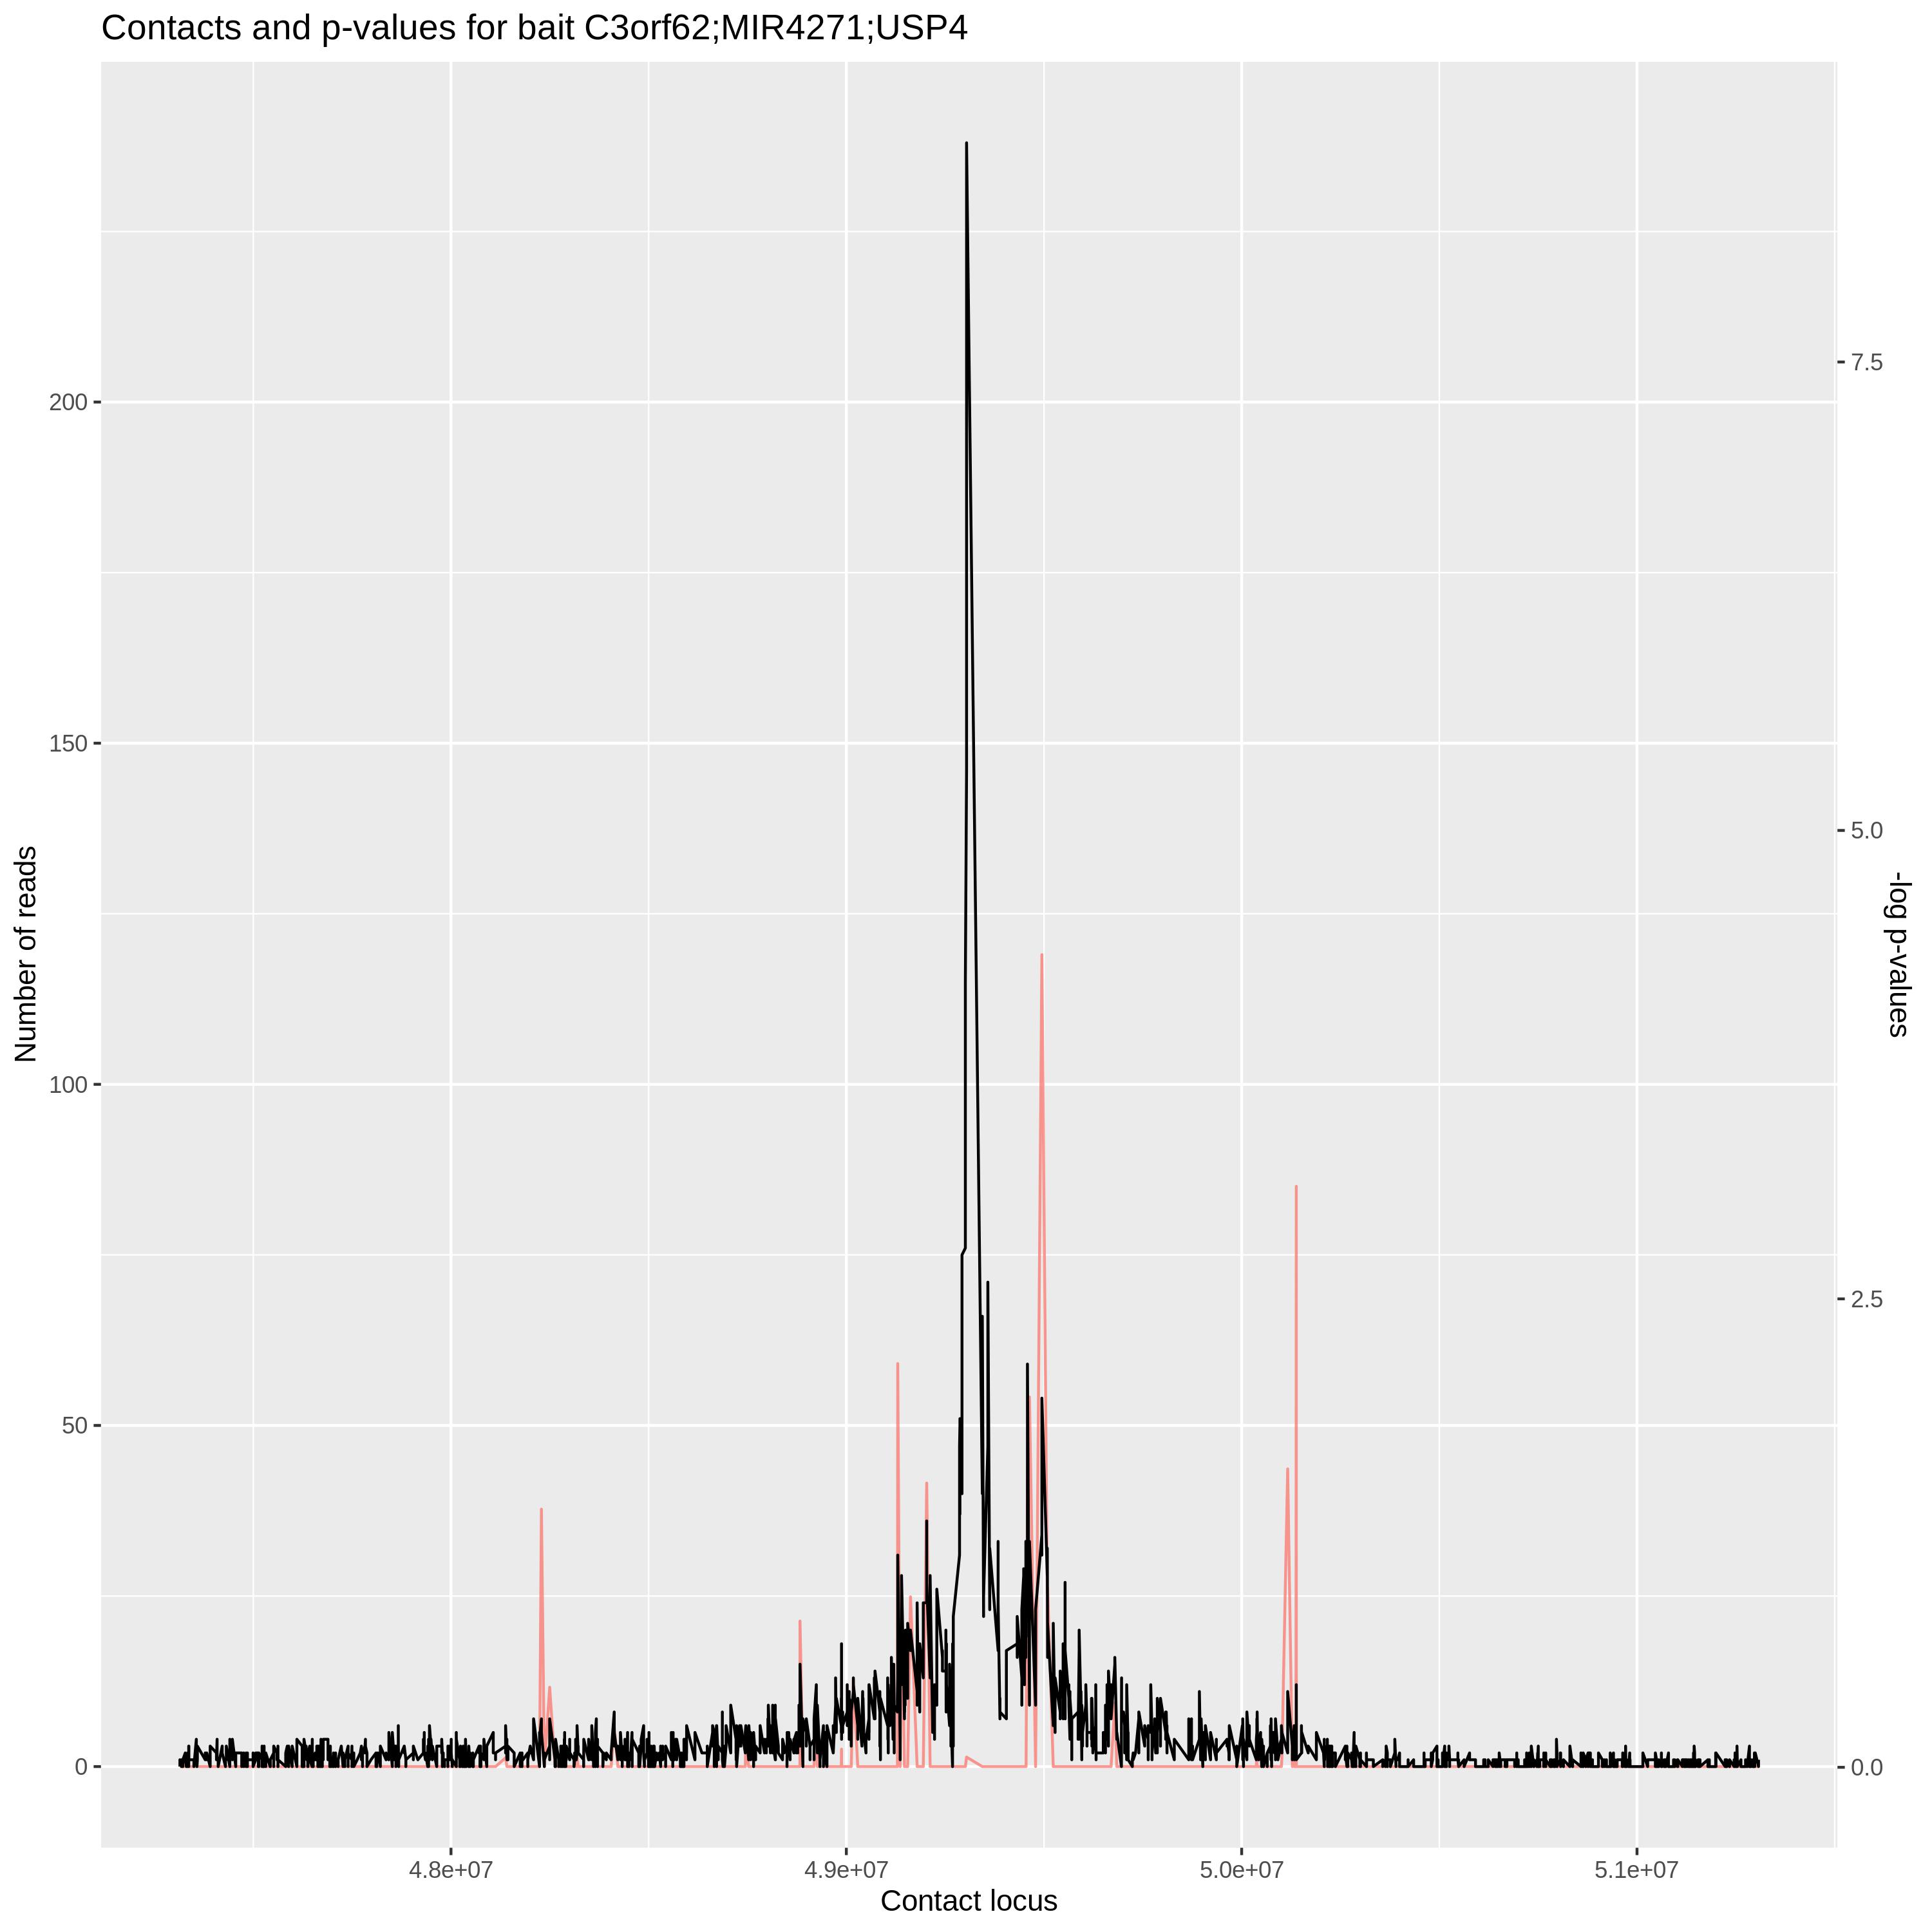 Contacts and p-values for bait C3orf62;MIR4271;USP4
Number of reads
200
150
100
50
0
7.5
5.0
2.5
0.0
-log p-values
4.8e+07
4.9e+07
5.0e+07
5.1e+07
Contact locus